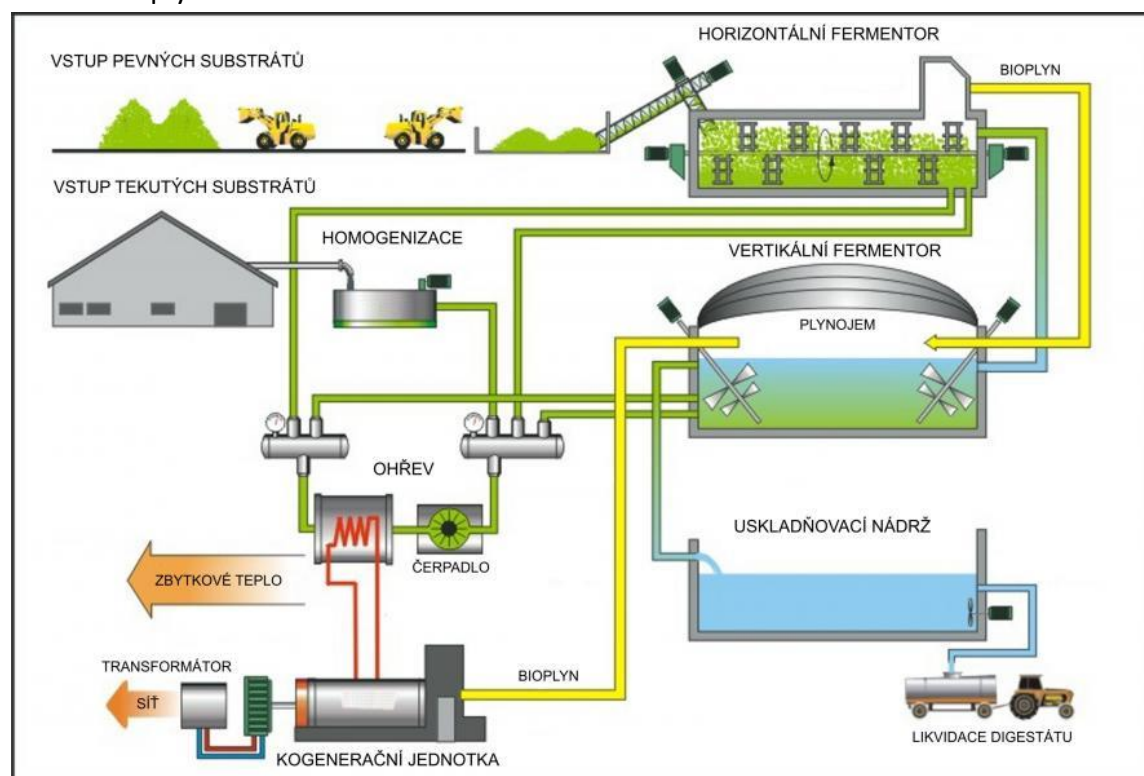 HORIZONTÁLNÍ FERMENTOR
VSTUP PEVNÝCH SUBSTRÁTŮ
BIOPLYN
VSTUP TEKUTÝCH SUBSTRÁTŮ
HOMOGENIZACE
VERTIKÁLNÍ FERMENTOR
PLYNOJEM
OHŘEV
USKLADŇOVACÍ NÁDRŽ
ČERPADLO
ZBYTKOVÉ TEPLO
TRANSFORMÁTOR
BIOPLYN
SÍŤ
KOGENERAČNÍ JEDNOTKA
LIKVIDACE DIGESTÁTU